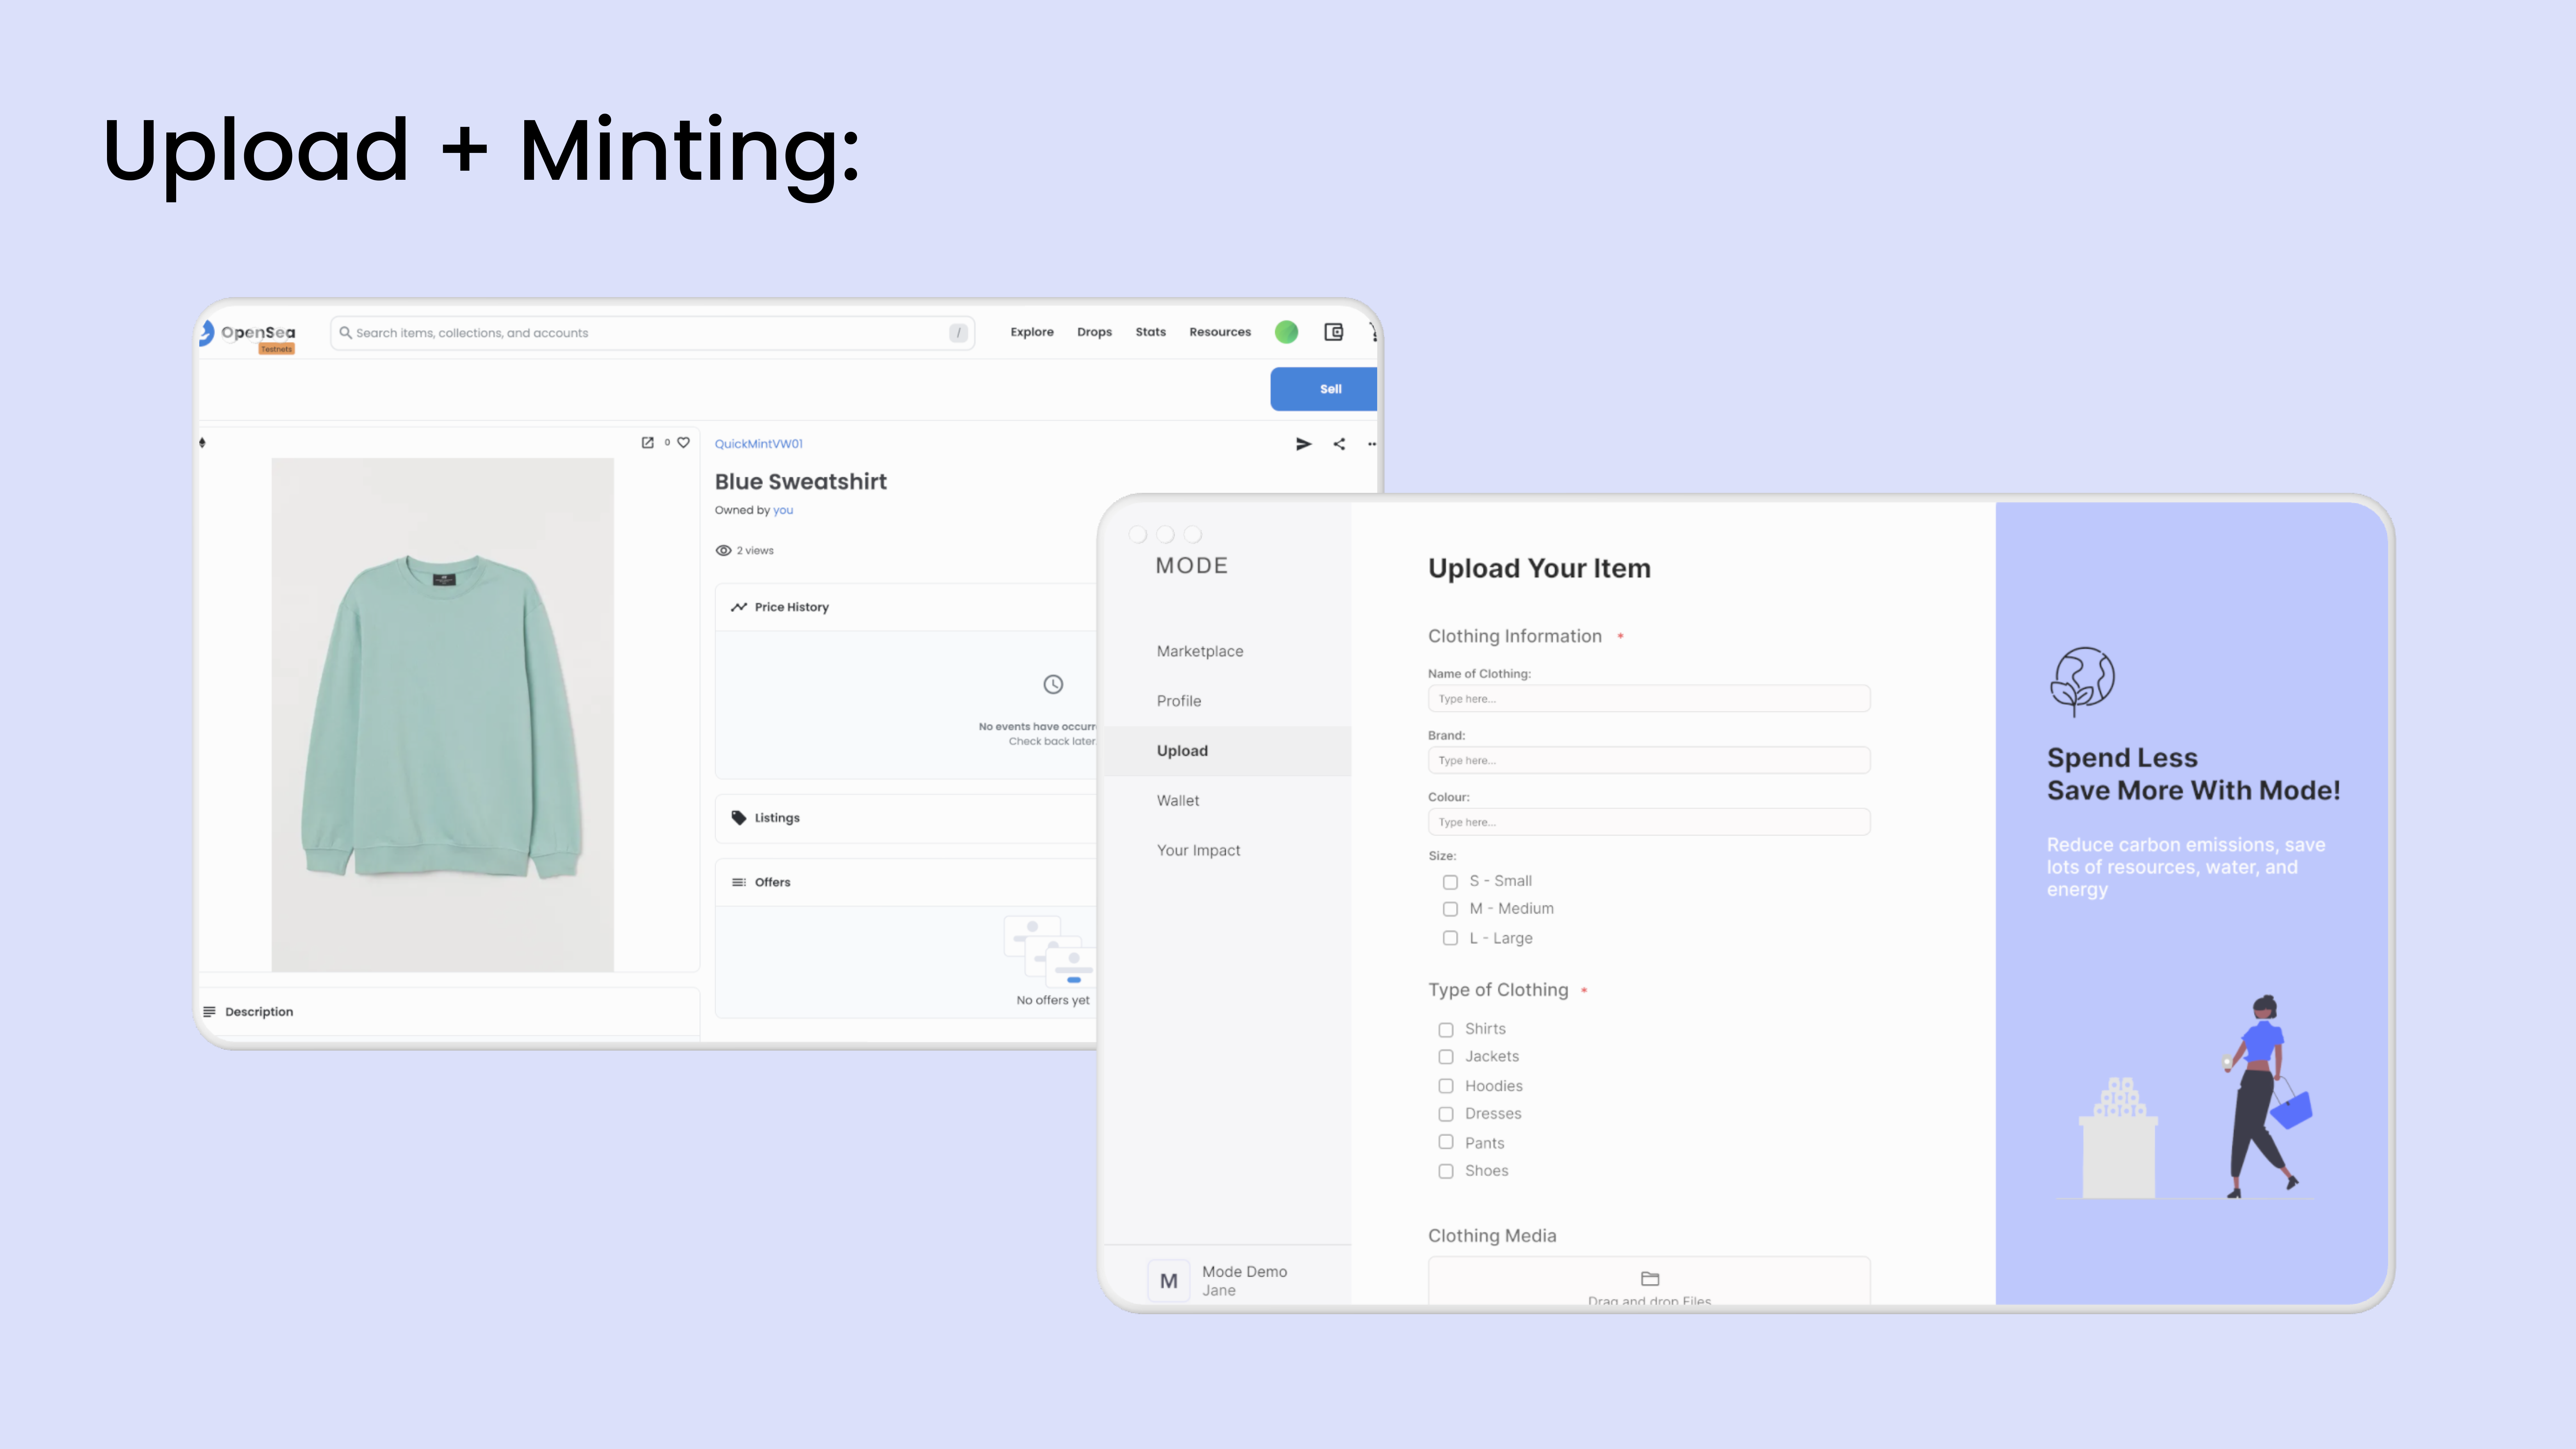 Upload + Minting:
OpenSea
Testnets
Search items, collections, and accounts
/
Explore
Drops
Stats
Resources
Sell
0
QuickMintVW01
Blue Sweatshirt
Owned by you
2 views
Price History
No events have occurr
Check back later
Listings
Offers
No offers yet
Description
MODE
Marketplace
Profile
Upload
Wallet
Your Impact
M
Mode Demo
Jane
Upload Your Item
Clothing Information *
Name of Clothing:
Type here...
Brand:
Type here...
Colour:
Type here...
Size:
S - Small
M - Medium
L - Large
Type of Clothing *
Shirts
Jackets
Hoodies
Dresses
Pants
Shoes
Clothing Media
Drag and drop Files
Spend Less
Save More With Mode!
Reduce carbon emissions, save
lots of resources, water, and
energy